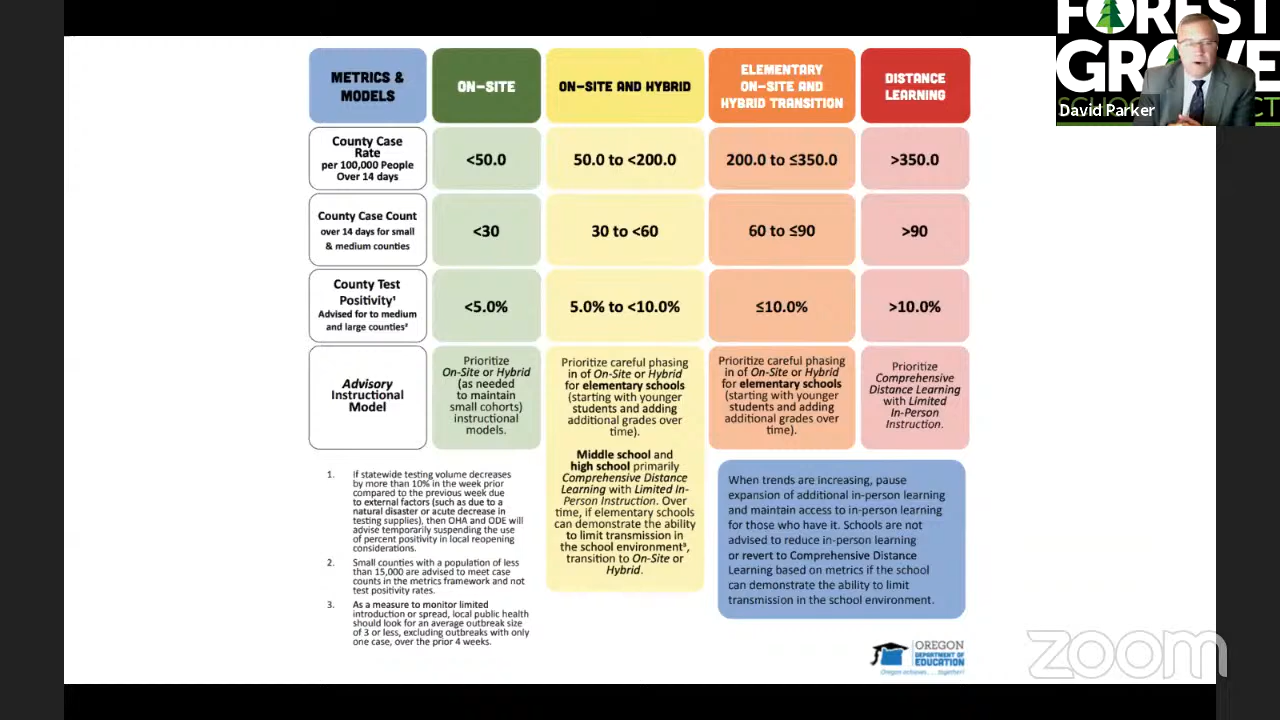 FOREST
GROVE
David Parker
METRICS &
MODELS
ON-SITE
ON-SITE AND HYBRID
ELEMENTARY
ON-SITE AND
HYBRID TRANSITION
DISTANCE
LEARNING
County Case
Rate
per 100,000 People
Over 14 days
<50.0
50.0 to <200.0
200.0 to ≤350.0
>350.0
County Case Count
over 14 days for small
& medium counties
<30
30 to <60
60 to ≤90
>90
County Test
Positivity¹
Advised for to medium
and large counties²
<5.0%
5.0% to <10.0%
≤10.0%
>10.0%
Advisory
Instructional
Model
Prioritize
On-Site or Hybrid
(as needed
to maintain
small cohorts)
instructional
models.
Prioritize careful phasing
in of On-Site or Hybrid
for elementary schools
(starting with younger
students and adding
additional grades over
time).
Middle school and
high school primarily
Comprehensive Distance
Learning with Limited In-
Person Instruction. Over
time, if elementary schools
can demonstrate the ability
to limit transmission in
the school environment³,
transition to On-Site or
Hybrid.
Prioritize careful phasing
in of On-Site or Hybrid
for elementary schools
(starting with younger
students and adding
additional grades over
time).
Prioritize
Comprehensive
Distance Learning
with Limited
In-Person
Instruction.
1. If statewide testing volume decreases
by more than 10% in the week prior
compared to the previous week due
to external factors (such as due to a
natural disaster or acute decrease in
testing supplies), then OHA and ODE will
advise temporarily suspending the use
of percent positivity in local reopening
considerations.
2. Small counties with a population of less
than 15,000 are advised to meet case
counts in the metrics framework and not
test positivity rates.
3. As a measure to monitor limited
introduction or spread, local public health
should look for an average outbreak size
of 3 or less, excluding outbreaks with only
one case, over the prior 4 weeks.
When trends are increasing, pause
expansion of additional in-person learning
and maintain access to in-person learning
for those who have it. Schools are not
advised to reduce in-person learning
or revert to Comprehensive Distance
Learning based on metrics if the school
can demonstrate the ability to limit
transmission in the school environment.
OREGON
DEPARTMENT OF
EDUCATION
Oregon achieves . . . together!
zoom